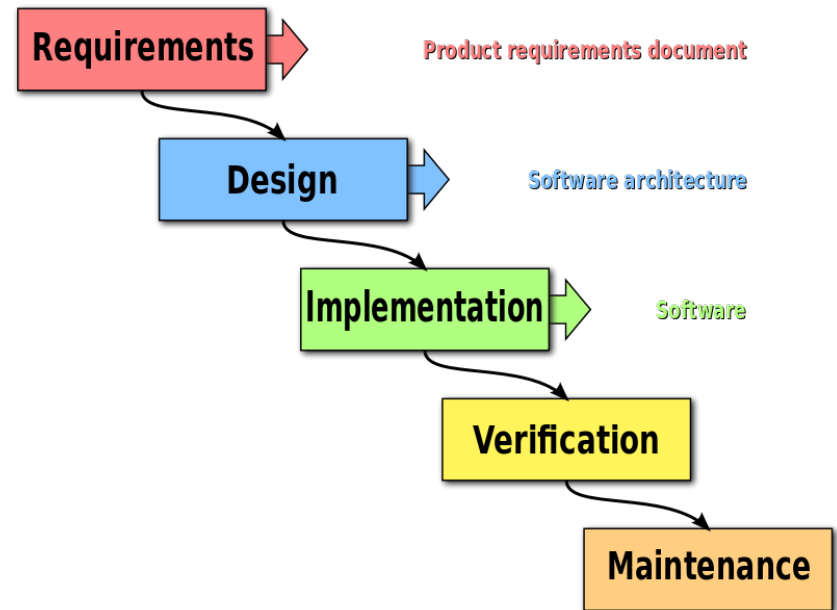 Requirements
Product requirements document
Design
Software architecture
Implementation
Software
Verification
Maintenance